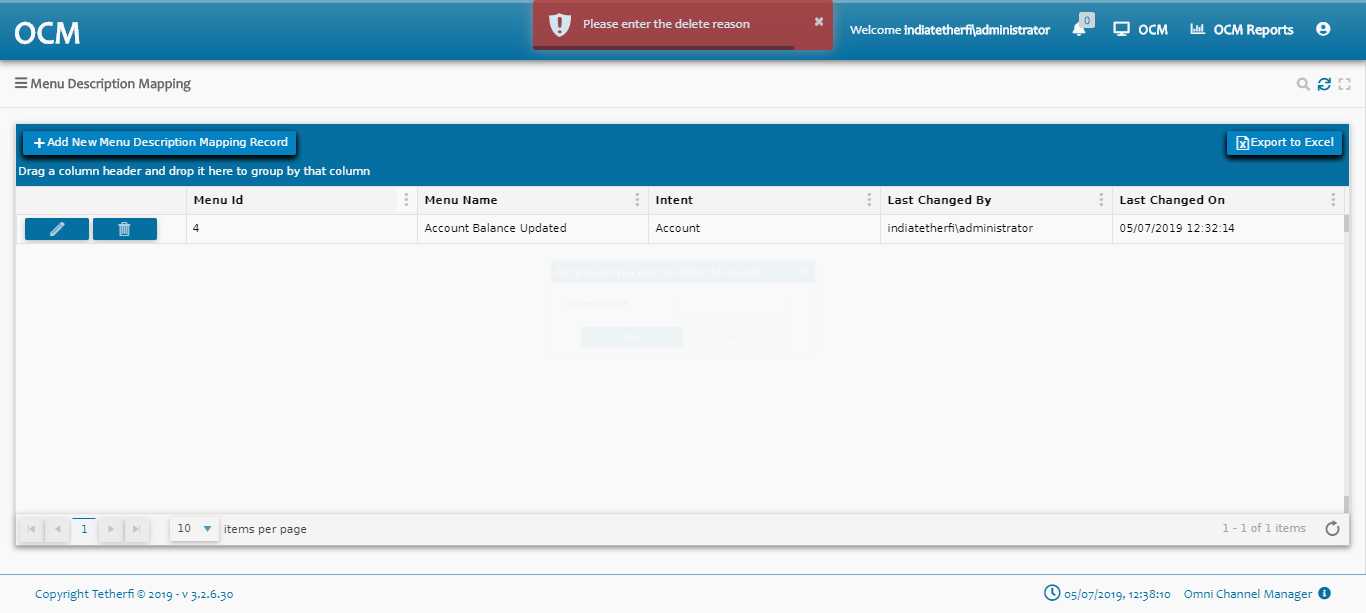 OCM
Please enter the delete reason
Welcome indiatetherfi\administrator
0
OCM
OCM Reports
Menu Description Mapping
Add New Menu Description Mapping Record
Export to Excel
Drag a column header and drop it here to group by that column
Menu Id
Menu Name
Intent
Last Changed By
Last Changed On
4
Account Balance Updated
Account
indiatetherfi\administrator
05/07/2019 12:32:14
1
10
items per page
1 - 1 of 1 items
Copyright Tetherfi © 2019 - v 3.2.6.30
05/07/2019, 12:38:10
Omni Channel Manager